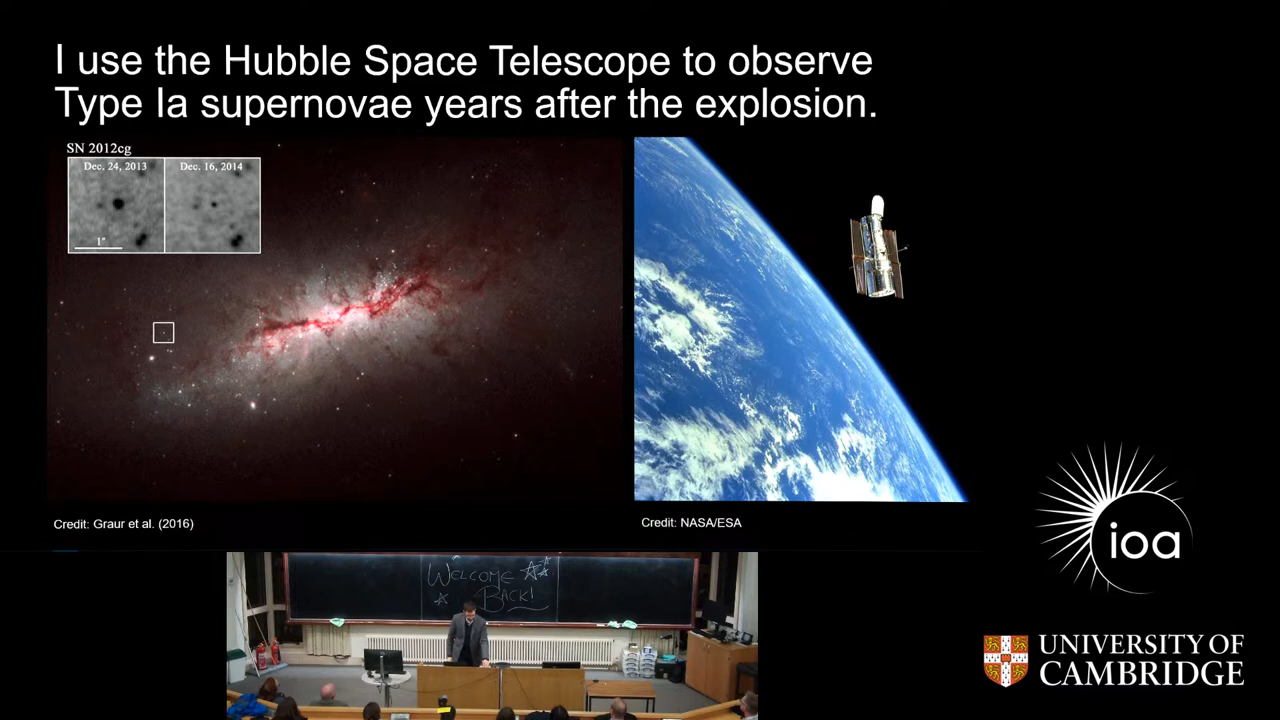 I use the Hubble Space Telescope to observe
Type Ia supernovae years after the explosion.
SN 2012cg
Dec. 24, 2013
Dec. 16, 2014
1"
Credit: Graur et al. (2016)
Credit: NASA/ESA
ioa
WELCOME
BACK!
UNIVERSITY OF
CAMBRIDGE